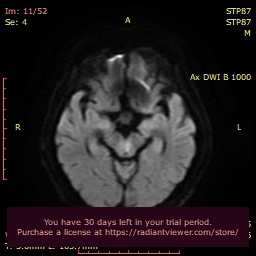 Im: 11/52
Se: 4
A
STP87
STP87
M
Ax DWI B 1000
R
L
You have 30 days left in your trial period.
Purchase a license at https://radiantviewer.com/store/